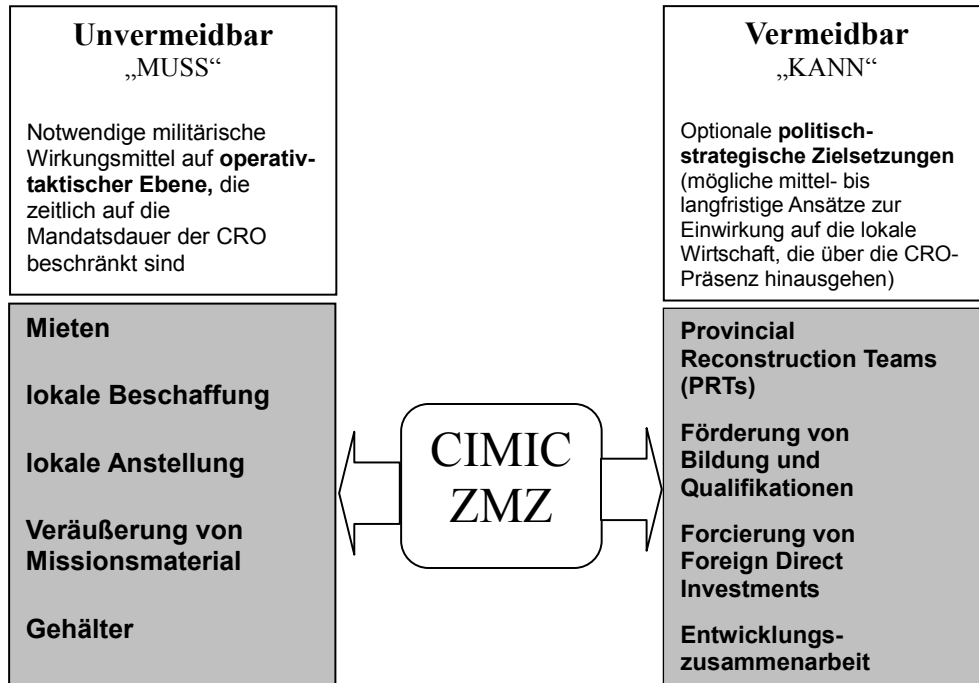 Unvermeidbar
„MUSS“
Notwendige militärische
Wirkungsmittel auf operativ-
taktischer Ebene, die
zeitlich auf die
Mandatsdauer der CRO
beschränkt sind
Mieten
lokale Beschaffung
lokale Anstellung
Veräußerung von
Missionsmaterial
Gehälter
CIMIC
ZMZ
Vermeidbar
„KANN“
Optionale politisch-
strategische Zielsetzungen
(mögliche mittel- bis
langfristige Ansätze zur
Einwirkung auf die lokale
Wirtschaft, die über die CRO-
Präsenz hinausgehen)
Provincial
Reconstruction Teams
(PRTs)
Förderung von
Bildung und
Qualifikationen
Forcierung von
Foreign Direct
Investments
Entwicklungs-
zusammenarbeit